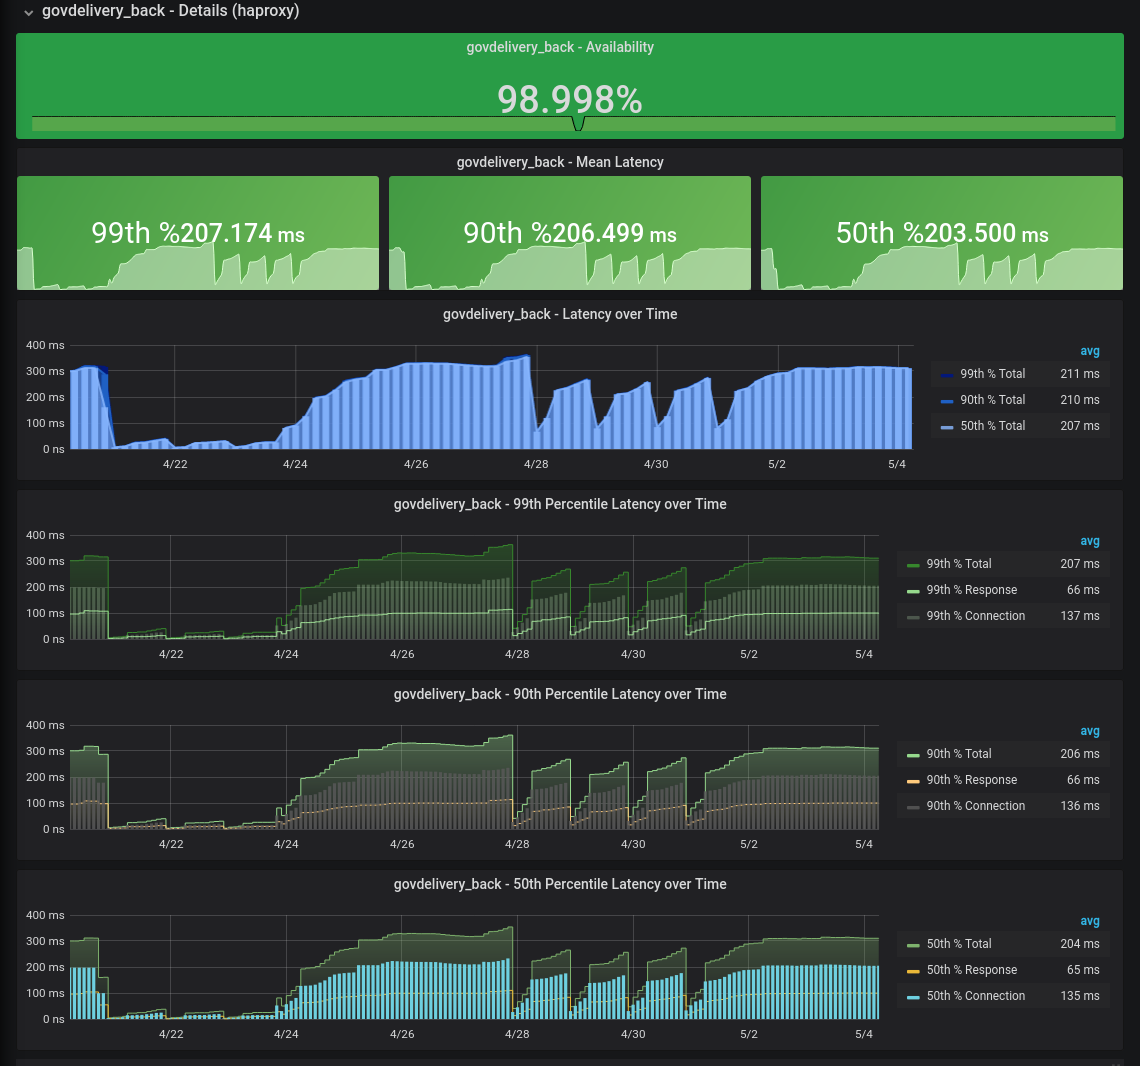 govdelivery_back - Details (haproxy)
govdelivery_back - Availability
98.998%
govdelivery_back - Mean Latency
99th %207.174 ms
90th %206.499 ms
50th %203.500 ms
govdelivery_back - Latency over Time
400 ms
300 ms
200 ms
100 ms
0 ns
4/22 4/24 4/26 4/28 4/30 5/2 5/4
avg
99th % Total 211 ms
90th % Total 210 ms
50th % Total 207 ms
govdelivery_back - 99th Percentile Latency over Time
400 ms
300 ms
200 ms
100 ms
0 ns
4/22 4/24 4/26 4/28 4/30 5/2 5/4
avg
99th % Total 207 ms
99th % Response 66 ms
99th % Connection 137 ms
govdelivery_back - 90th Percentile Latency over Time
400 ms
300 ms
200 ms
100 ms
0 ns
4/22 4/24 4/26 4/28 4/30 5/2 5/4
avg
90th % Total 206 ms
90th % Response 66 ms
90th % Connection 136 ms
govdelivery_back - 50th Percentile Latency over Time
400 ms
300 ms
200 ms
100 ms
0 ns
4/22 4/24 4/26 4/28 4/30 5/2 5/4
avg
50th % Total 204 ms
50th % Response 65 ms
50th % Connection 135 ms